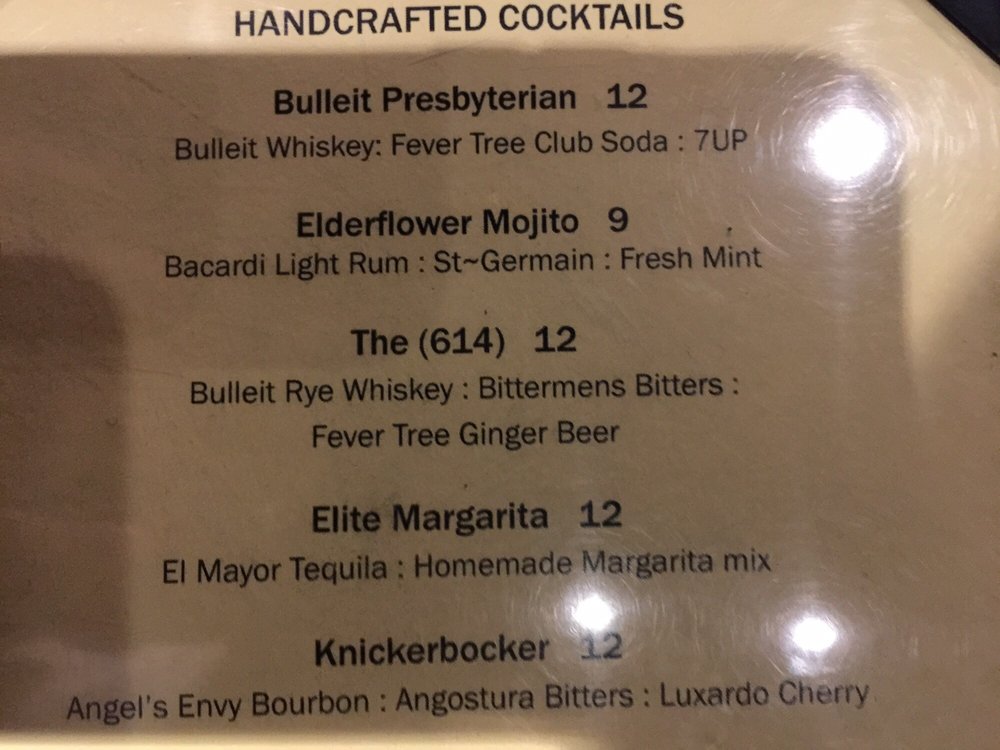 HANDCRAFTED COCKTAILS
Bulleit Presbyterian 12
Bulleit Whiskey: Fever Tree Club Soda : 7UP
Elderflower Mojito 9
Bacardi Light Rum : St~Germain : Fresh Mint
The (614) 12
Bulleit Rye Whiskey : Bittermens Bitters :
Fever Tree Ginger Beer
Elite Margarita 12
El Mayor Tequila : Homemade Margarita mix
Knickerbocker 12
Angel's Envy Bourbon : Angostura Bitters : Luxardo Cherry